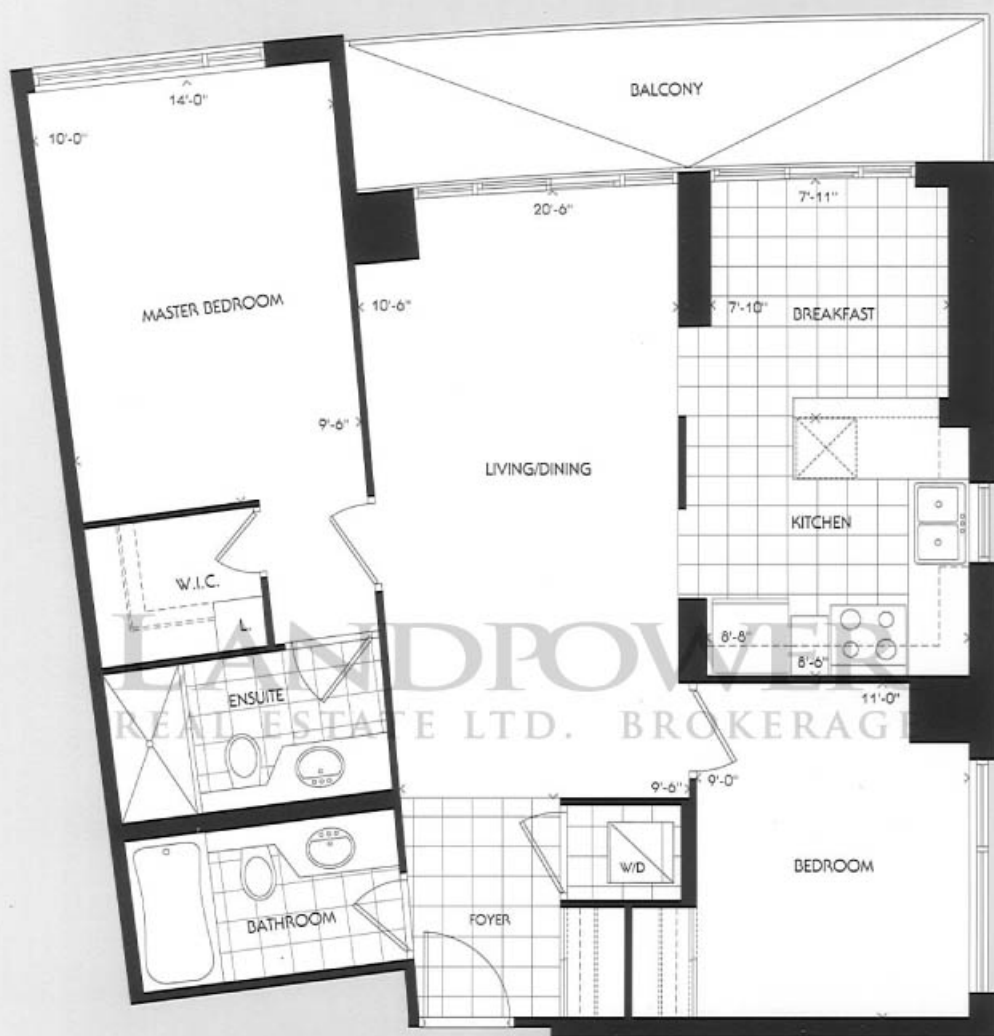 BALCONY
14'-0"
10'-0"
20'-6"
7'-11"
MASTER BEDROOM
10'-6"
7'-10"
BREAKFAST
9'-6"
LIVING/DINING
KITCHEN
W.I.C.
L.
8'-8"
8'-6"
LANDPOWER
REAL ESTATE LTD. BROKERAGE
ENSUITE
11'-0"
9'-6"
9'-0"
W/D
BEDROOM
BATHROOM
FOYER